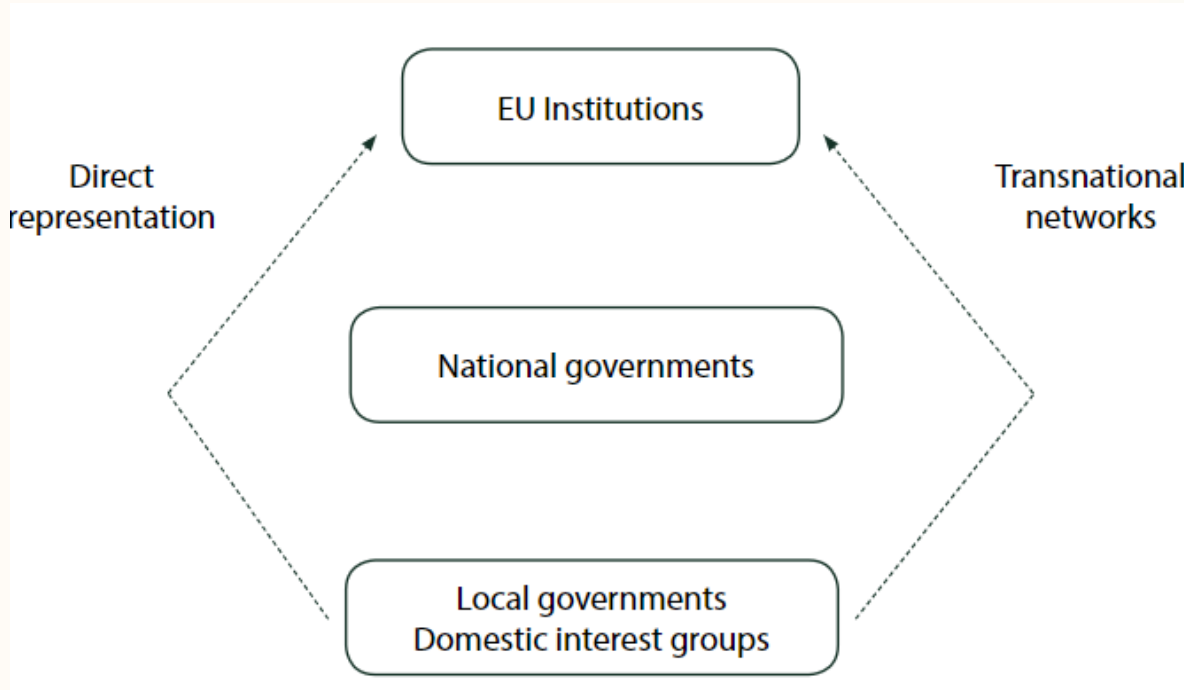 EU Institutions
Direct
representation
Transnational
networks
National governments
Local governments
Domestic interest groups